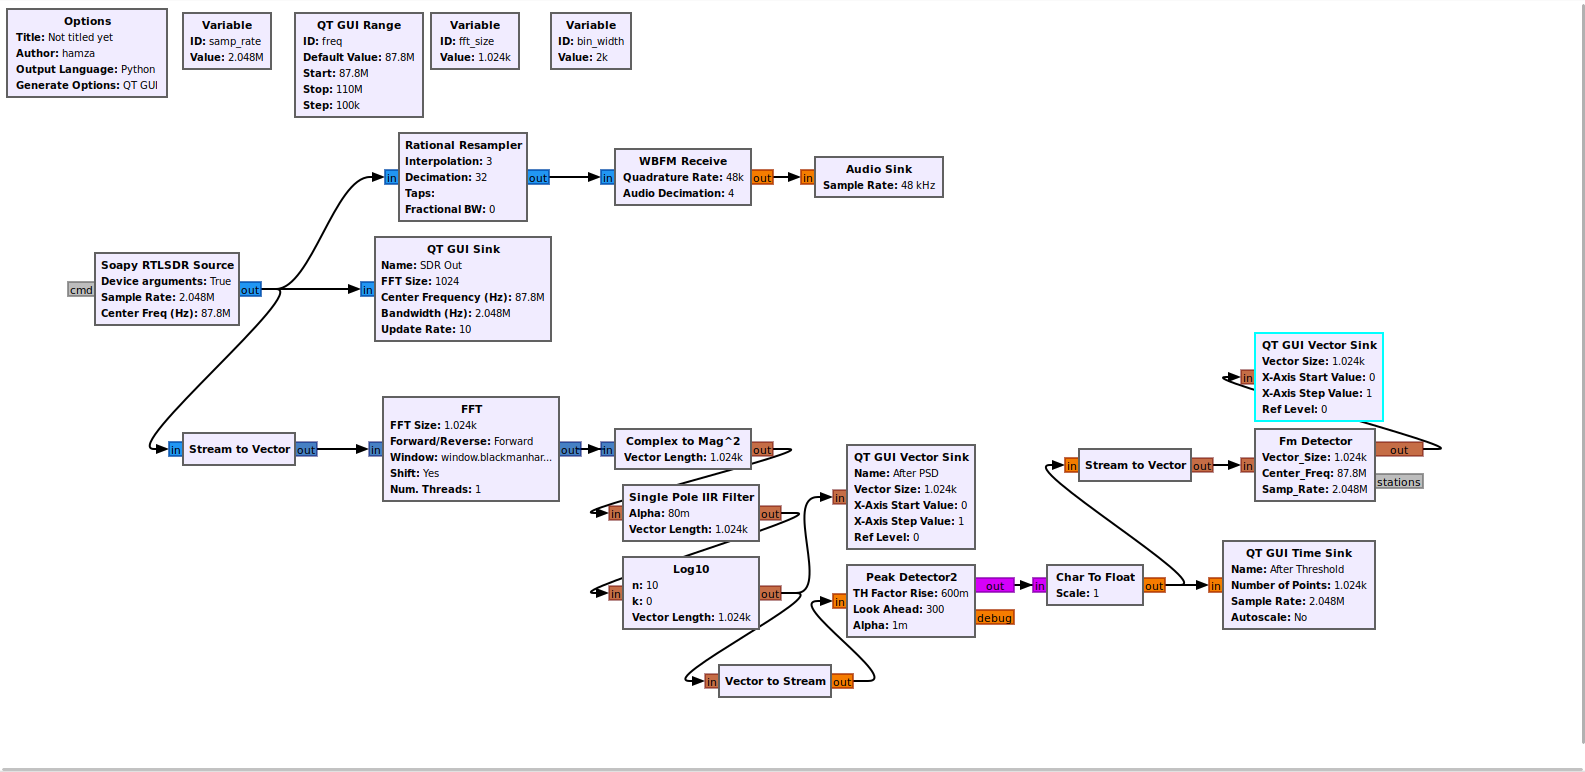 Options
Title: Not titled yet
Author: hamza
Output Language: Python
Generate Options: QT GUI
Variable
ID: samp_rate
Value: 2.048M
QT GUI Range
ID: freq
Default Value: 87.8M
Start: 87.8M
Stop: 110M
Step: 100k
Variable
ID: fft_size
Value: 1.024k
Variable
ID: bin_width
Value: 2k
Rational Resampler
Interpolation: 3
Decimation: 32
Taps:
Fractional BW: 0
in
out
WBFM Receive
Quadrature Rate: 48k
Audio Decimation: 4
in
out
Audio Sink
Sample Rate: 48 kHz
in
Soapy RTLSDR Source
Device arguments: True
Sample Rate: 2.048M
Center Freq (Hz): 87.8M
cmd
out
QT GUI Sink
Name: SDR Out
FFT Size: 1024
Center Frequency (Hz): 87.8M
Bandwidth (Hz): 2.048M
Update Rate: 10
in
Stream to Vector
in
out
FFT
FFT Size: 1.024k
Forward/Reverse: Forward
Window: window.blackmanhar...
Shift: Yes
Num. Threads: 1
in
out
Complex to Mag^2
Vector Length: 1.024k
in
out
Single Pole IIR Filter
Alpha: 80m
Vector Length: 1.024k
in
out
Log10
n: 10
k: 0
Vector Length: 1.024k
in
out
Vector to Stream
in
out
QT GUI Vector Sink
Name: After PSD
Vector Size: 1.024k
X-Axis Start Value: 0
X-Axis Step Value: 1
Ref Level: 0
in
Peak Detector2
TH Factor Rise: 600m
Look Ahead: 300
Alpha: 1m
in
out
debug
Char To Float
Scale: 1
in
out
Stream to Vector
in
out
QT GUI Vector Sink
Vector Size: 1.024k
X-Axis Start Value: 0
X-Axis Step Value: 1
Ref Level: 0
in
Fm Detector
Vector_Size: 1.024k
Center_Freq: 87.8M
Samp_Rate: 2.048M
in
out
stations
QT GUI Time Sink
Name: After Threshold
Number of Points: 1.024k
Sample Rate: 2.048M
Autoscale: No
in